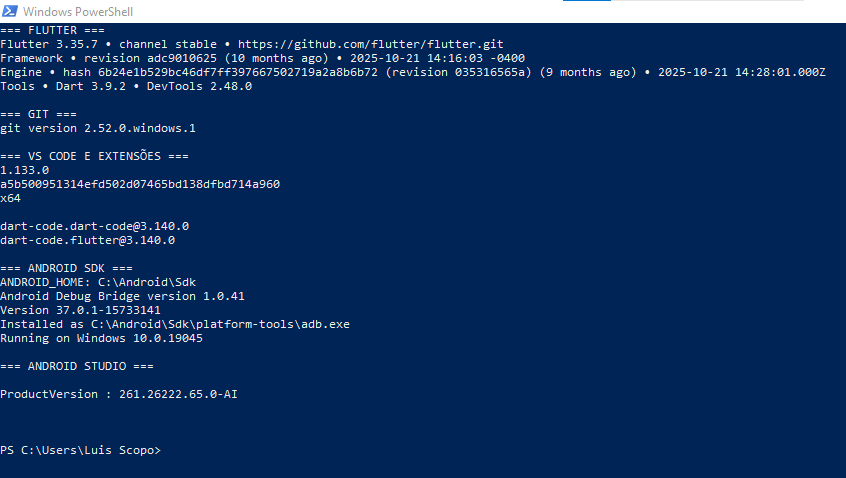 Windows PowerShell
=== FLUTTER ===
Flutter 3.35.7 • channel stable • https://github.com/flutter/flutter.git
Framework • revision adc9010625 (10 months ago) • 2025-10-21 14:16:03 -0400
Engine • hash 6b24e1b529bc46df7ff397667502719a2a8b6b72 (revision 035316565a) (9 months ago) • 2025-10-21 14:28:01.000Z
Tools • Dart 3.9.2 • DevTools 2.48.0
=== GIT ===
git version 2.52.0.windows.1
=== VS CODE E EXTENSÕES ===
1.133.0
a5b500951314efd502d07465bd138dfbd714a960
x64
dart-code.dart-code@3.140.0
dart-code.flutter@3.140.0
=== ANDROID SDK ===
ANDROID_HOME: C:\Android\Sdk
Android Debug Bridge version 1.0.41
Version 37.0.1-15733141
Installed as C:\Android\Sdk\platform-tools\adb.exe
Running on Windows 10.0.19045
=== ANDROID STUDIO ===
ProductVersion : 261.26222.65.0-AI
PS C:\Users\Luis Scopo>